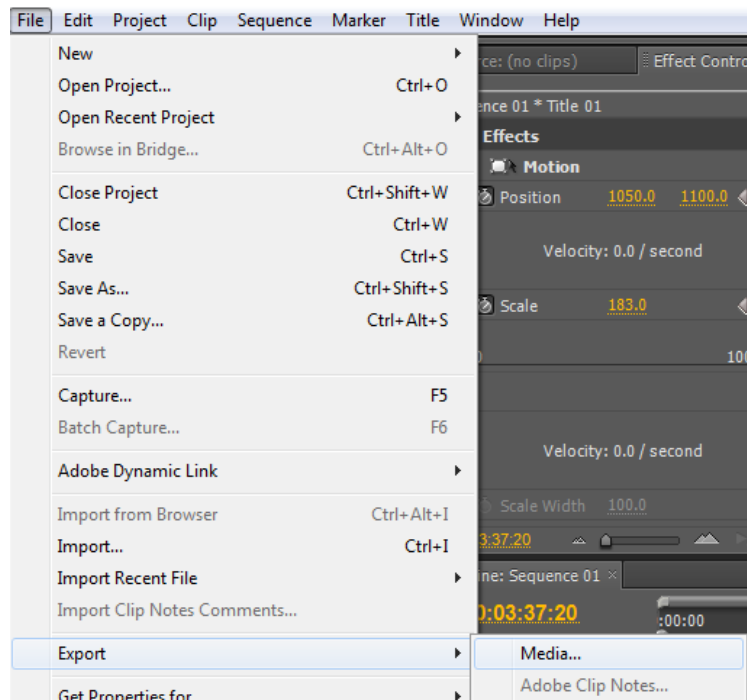 File Edit Project Clip Sequence Marker Title Window Help
New
Open Project... Ctrl+O
Open Recent Project
Browse in Bridge... Ctrl+Alt+O
Close Project Ctrl+Shift+W
Close Ctrl+W
Save Ctrl+S
Save As... Ctrl+Shift+S
Save a Copy... Ctrl+Alt+S
Revert
Capture... F5
Batch Capture... F6
Adobe Dynamic Link
Import from Browser Ctrl+Alt+I
Import... Ctrl+I
Import Recent File
Import Clip Notes Comments...
Export
Get Properties for
Media...
Adobe Clip Notes...
rce: (no clips) Effect Contro
ence 01 * Title 01
Effects
Motion
Position 1050.0 1100.0
Velocity: 0.0 / second
Scale 183.0
100
Velocity: 0.0 / second
Scale Width 100.0
3:37:20
ine: Sequence 01
0:03:37:20 :00:00